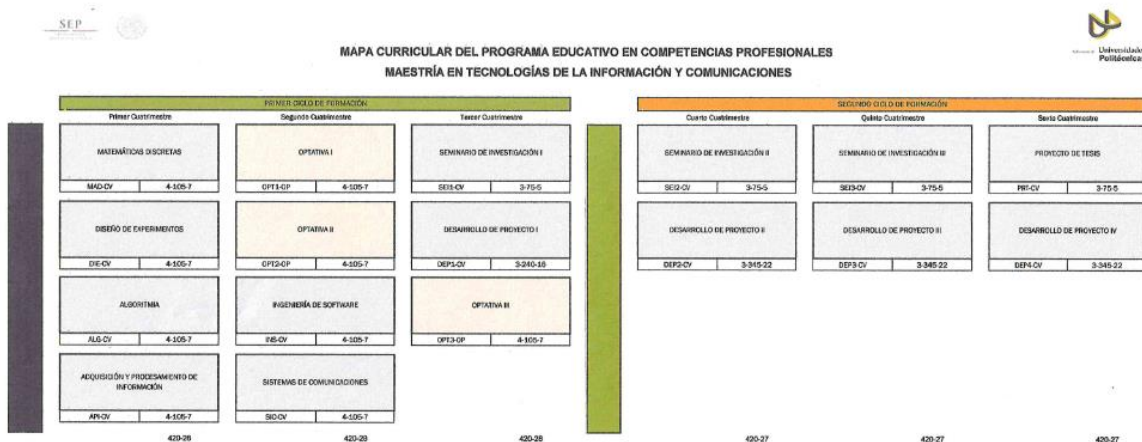 SEP
Universidades
Politécnicas
MAPA CURRICULAR DEL PROGRAMA EDUCATIVO EN COMPETENCIAS PROFESIONALES
MAESTRÍA EN TECNOLOGÍAS DE LA INFORMACIÓN Y COMUNICACIONES
PRIMER CICLO DE FORMACIÓN
Primer Cuatrimestre Segundo Cuatrimestre Tercer Cuatrimestre
MATEMÁTICAS DISCRETAS OPTATIVA I SEMINARIO DE INVESTIGACIÓN I
MAD-CV 4-105-7 OPT1-OP 4-105-7 SEI1-CV 3-75-5
DISEÑO DE EXPERIMENTOS OPTATIVA II DESARROLLO DE PROYECTO I
DIE-CV 4-105-7 OPT2-OP 4-105-7 DEP1-CV 3-240-16
ALGORITMIA INGENIERÍA DE SOFTWARE OPTATIVA III
ALG-CV 4-105-7 INS-CV 4-105-7 OPT3-OP 4-105-7
ADQUISICIÓN Y PROCESAMIENTO DE
INFORMACIÓN
SISTEMAS DE COMUNICACIONES
API-CV 4-105-7 SIC-CV 4-105-7
420-28 420-28 420-28
SEGUNDO CICLO DE FORMACIÓN
Cuarto Cuatrimestre Quinto Cuatrimestre Sexto Cuatrimestre
SEMINARIO DE INVESTIGACIÓN II SEMINARIO DE INVESTIGACIÓN III PROYECTO DE TESIS
SEI2-CV 3-75-5 SEI3-CV 3-75-5 PRT-CV 3-75-5
DESARROLLO DE PROYECTO II DESARROLLO DE PROYECTO III DESARROLLO DE PROYECTO IV
DEP2-CV 3-345-22 DEP3-CV 3-345-22 DEP4-CV 3-345-22
420-27 420-27 420-27